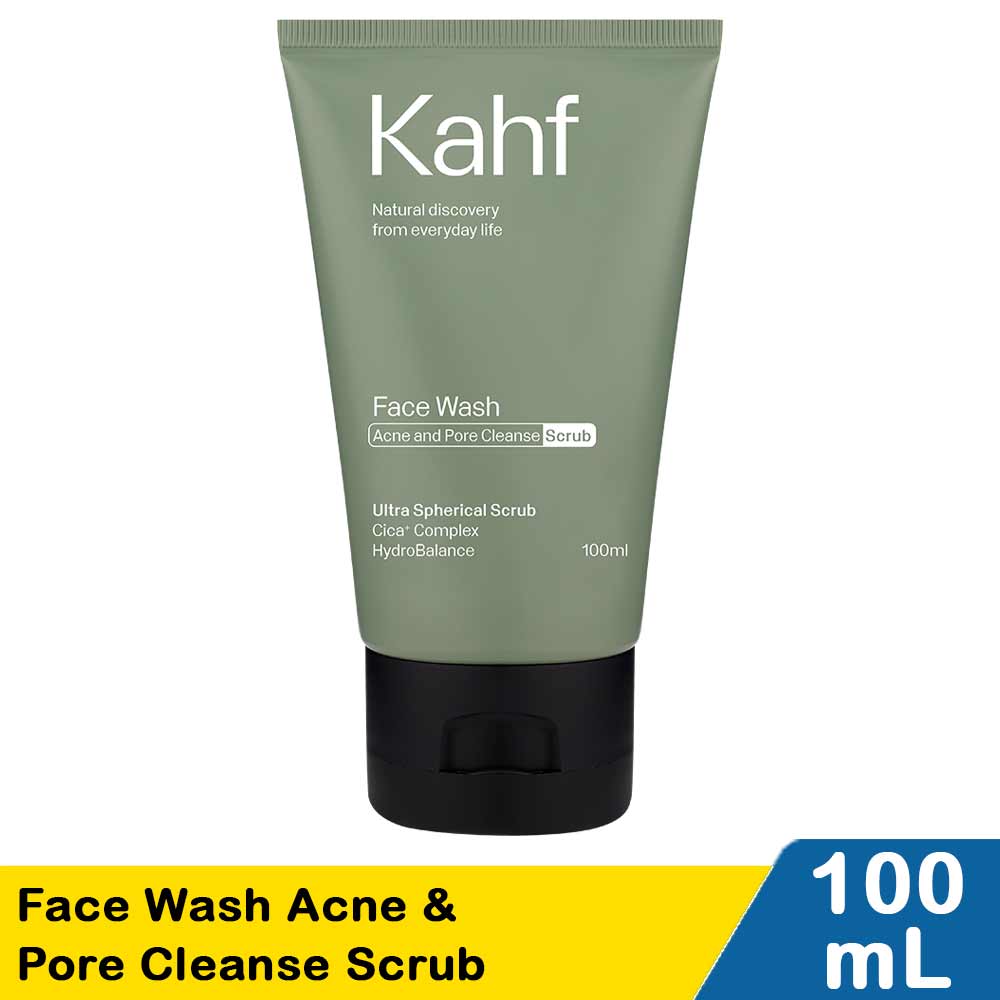 Kahf
Natural discovery
from everyday life
Face Wash
Acne and Pore Cleanse Scrub
Ultra Spherical Scrub
Cica⁺ Complex
HydroBalance 100ml
Face Wash Acne &
Pore Cleanse Scrub
100
mL